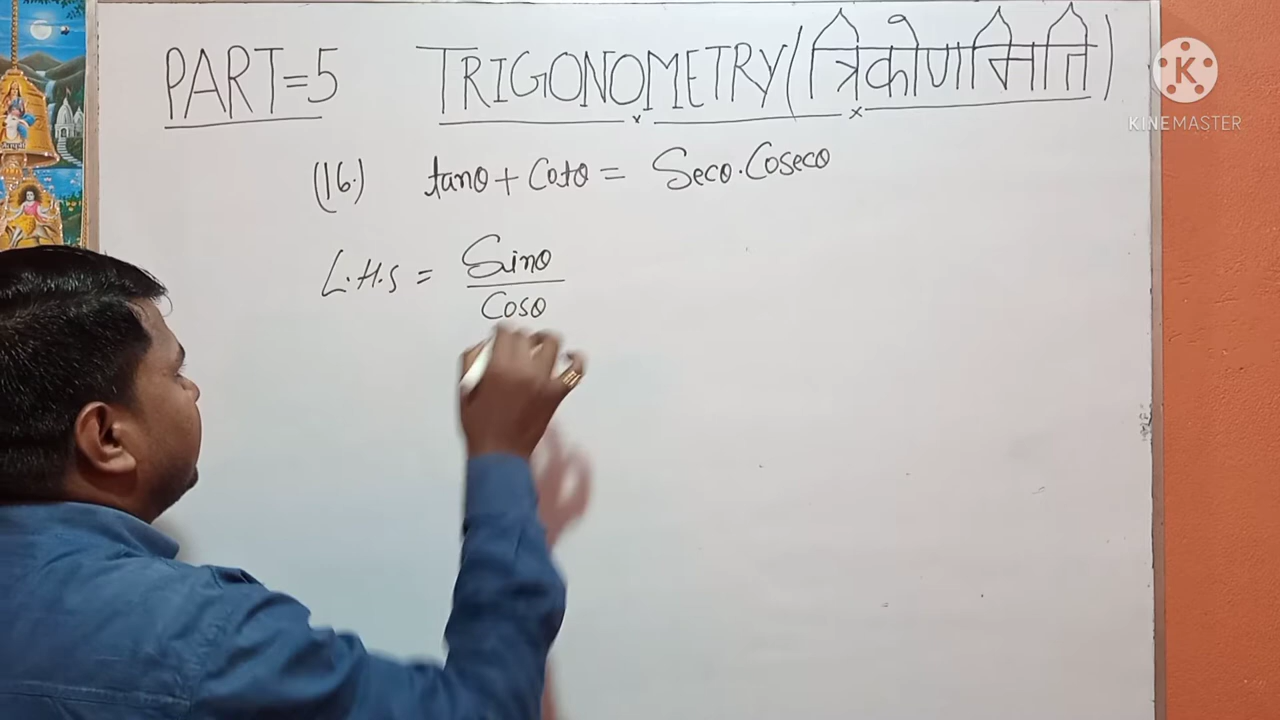 PART=5 TRIGONOMETRY (त्रिकोणमिति)
(16.) tanθ + Cotθ = Secθ.Cosecθ
L.H.S = Sinθ
Cosθ
K
KINEMASTER